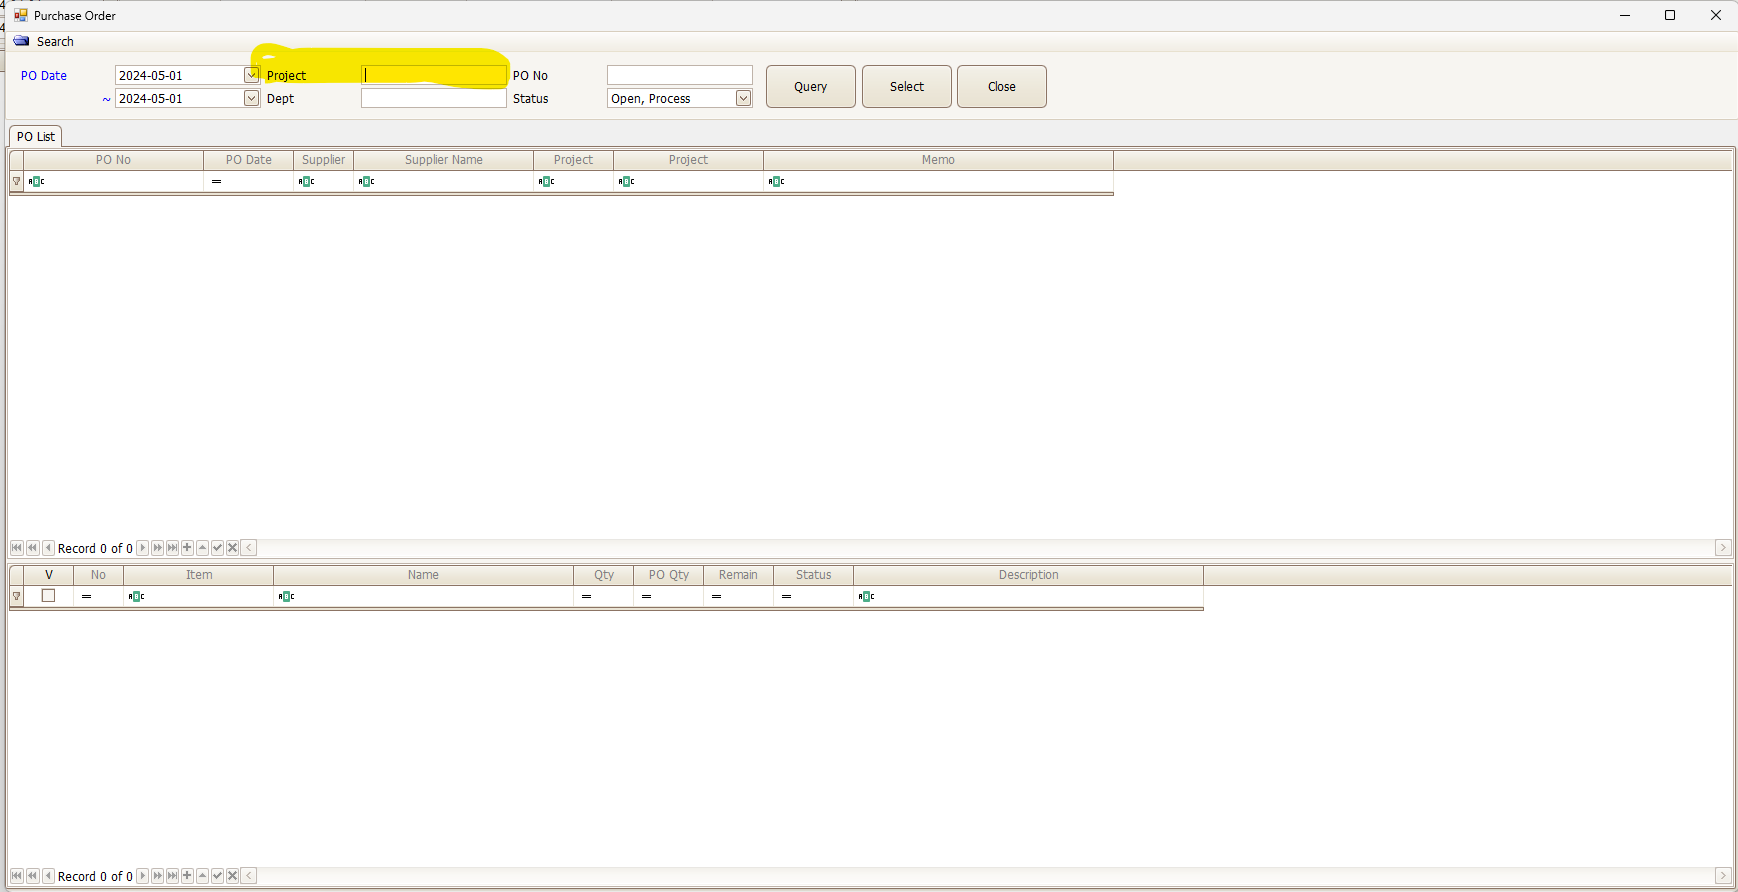 Purchase Order
Search
PO Date 2024-05-01 Project PO No
~ 2024-05-01 Dept Status Open, Process
Query Select Close
PO List
PO No PO Date Supplier Supplier Name Project Project Memo
ABC = ABC ABC ABC ABC ABC
Record 0 of 0
V No Item Name Qty PO Qty Remain Status Description
= ABC ABC = = = = ABC
Record 0 of 0